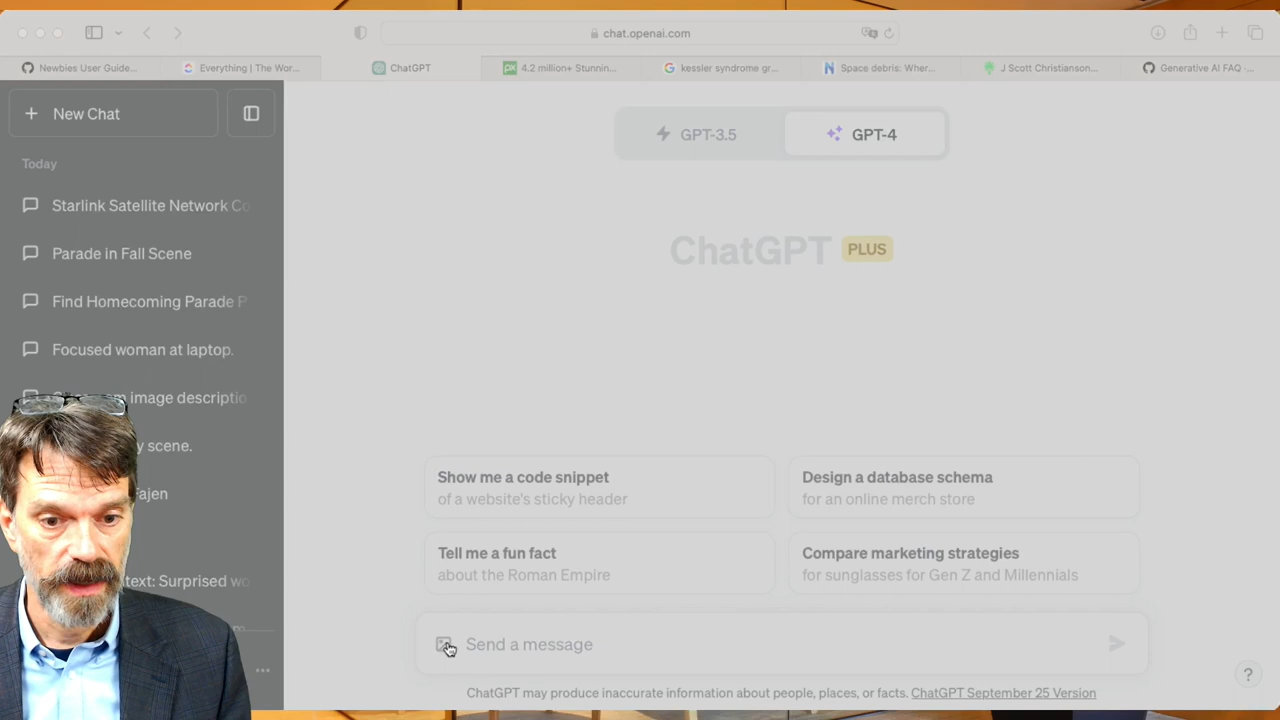 chat.openai.com
Newbies User Guide...
Everything | The Wor...
ChatGPT
4.2 million+ Stunnin...
kessler syndrome gr...
Space debris: Wher...
J Scott Christianson...
Generative AI FAQ -...
New Chat
GPT-3.5
GPT-4
Today
Starlink Satellite Network Co
Parade in Fall Scene
Find Homecoming Parade P
Focused woman at laptop.
image descriptio
y scene.
Fajen
text: Surprised wo
ChatGPT PLUS
Show me a code snippet
of a website's sticky header
Design a database schema
for an online merch store
Tell me a fun fact
about the Roman Empire
Compare marketing strategies
for sunglasses for Gen Z and Millennials
Send a message
?
ChatGPT may produce inaccurate information about people, places, or facts. ChatGPT September 25 Version